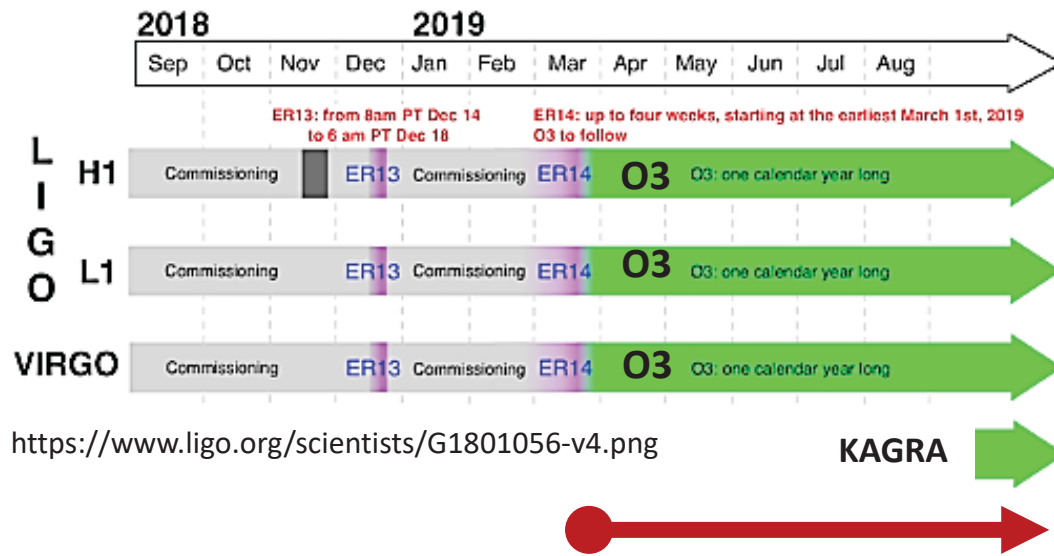 2018 2019
Sep Oct Nov Dec Jan Feb Mar Apr May Jun Jul Aug
ER13: from 8am PT Dec 14 ER14: up to four weeks, starting at the earliest March 1st, 2019
to 6 am PT Dec 18 O3 to follow
LIGO
H1 Commissioning ER13 Commissioning ER14 O3 O3: one calendar year long
L1 Commissioning ER13 Commissioning ER14 O3 O3: one calendar year long
VIRGO Commissioning ER13 Commissioning ER14 O3 O3: one calendar year long
https://www.ligo.org/scientists/G1801056-v4.png KAGRA